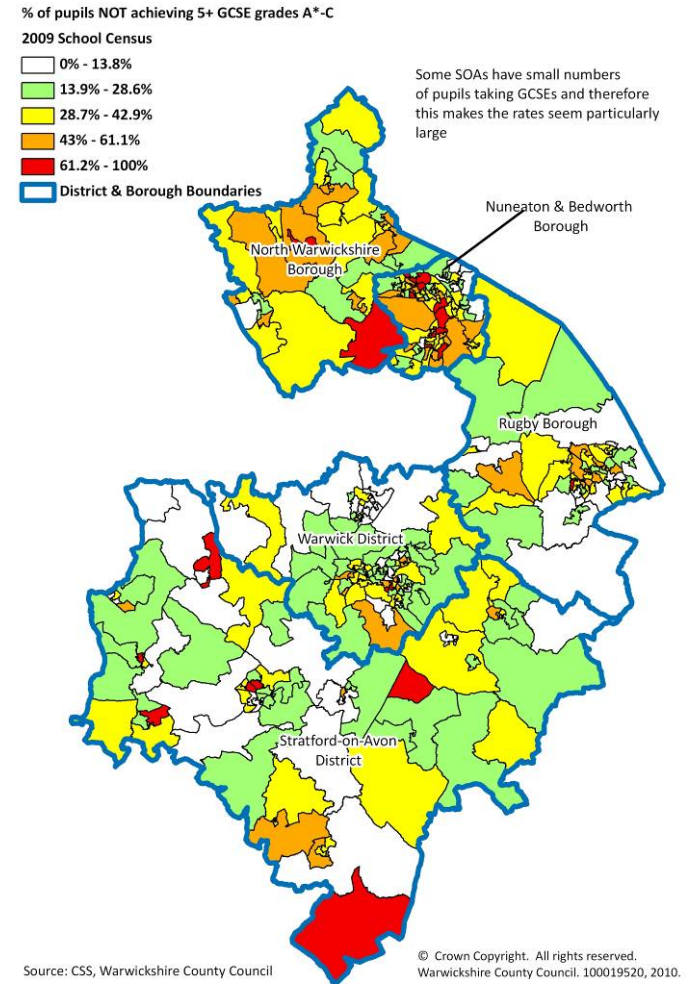 % of pupils NOT achieving 5+ GCSE grades A*-C
2009 School Census
0% - 13.8%
13.9% - 28.6%
28.7% - 42.9%
43% - 61.1%
61.2% - 100%
District & Borough Boundaries
Some SOAs have small numbers
of pupils taking GCSEs and therefore
this makes the rates seem particularly
large
Nuneaton & Bedworth
Borough
North Warwickshire
Borough
Rugby Borough
Warwick District
Stratford-on-Avon
District
Source: CSS, Warwickshire County Council
© Crown Copyright. All rights reserved.
Warwickshire County Council. 100019520, 2010.